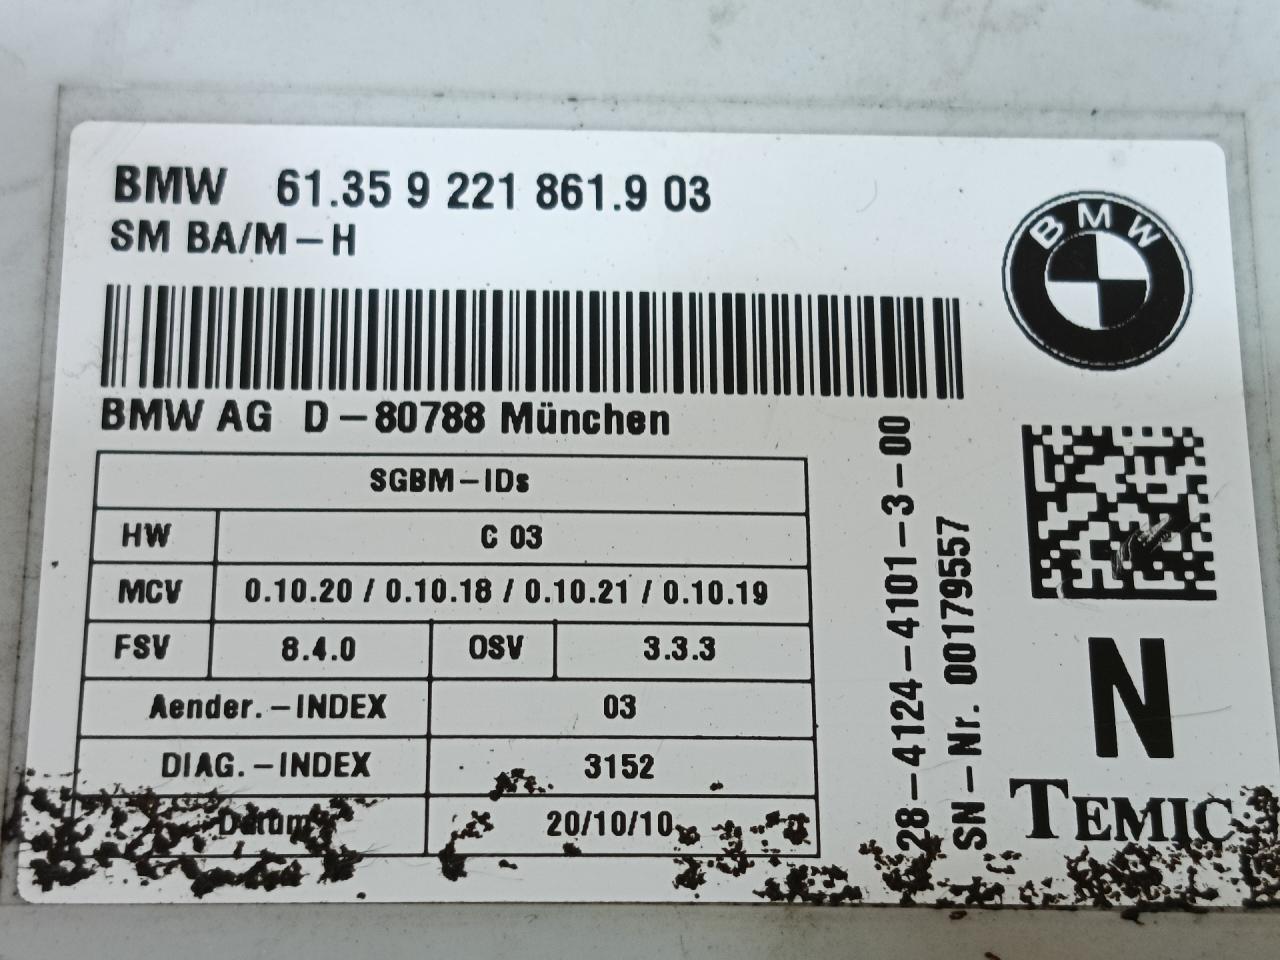 BMW 61.35 9 221 861.9 03
SM BA/M-H
BMW
BMW AG D-80788 München
SGBM-IDs
HW C 03
MCV 0.10.20 / 0.10.18 / 0.10.21 / 0.10.19
FSV 8.4.0 OSV 3.3.3
Aender.-INDEX 03
DIAG.-INDEX 3152
Datum 20/10/10
28-4124-4101-3-00
SN-Nr. 00179557
N
TEMIC